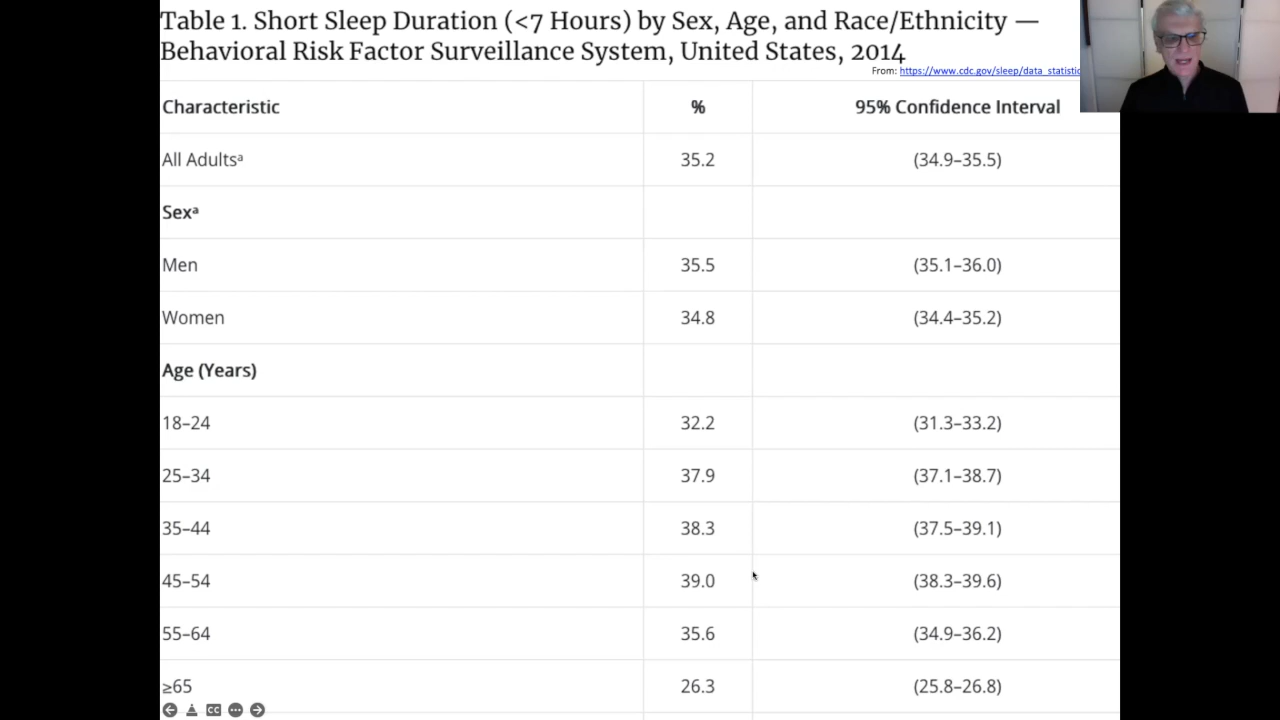 Table 1. Short Sleep Duration (<7 Hours) by Sex, Age, and Race/Ethnicity —
Behavioral Risk Factor Surveillance System, United States, 2014
From: https://www.cdc.gov/sleep/data_statistic
Characteristic % 95% Confidence Interval
All Adultsᵃ 35.2 (34.9–35.5)
Sexᵃ
Men 35.5 (35.1–36.0)
Women 34.8 (34.4–35.2)
Age (Years)
18–24 32.2 (31.3–33.2)
25–34 37.9 (37.1–38.7)
35–44 38.3 (37.5–39.1)
45–54 39.0 (38.3–39.6)
55–64 35.6 (34.9–36.2)
≥65 26.3 (25.8–26.8)
CC